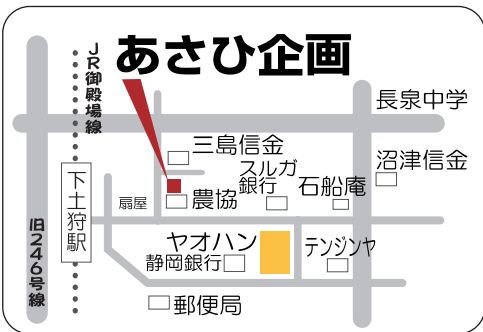 あさひ企画
JR御殿場線
長泉中学
三島信金
スルガ
銀行
沼津信金
石船庵
農協
扇屋
下土狩駅
旧246号線
ヤオハン
テンジンヤ
静岡銀行
郵便局